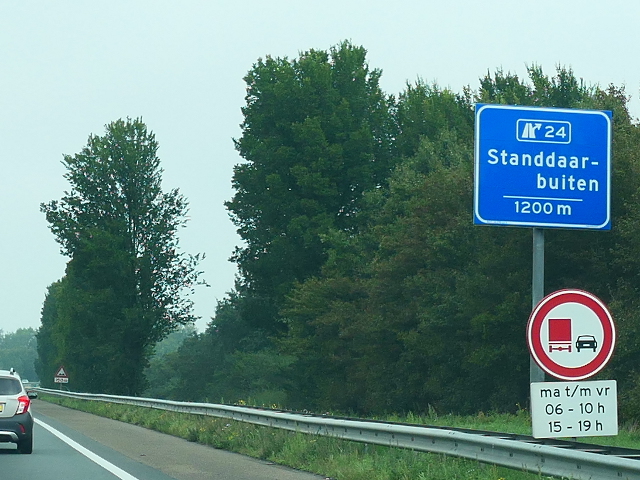 24
Standdaar-
buiten
1200 m
ma t/m vr
06 - 10 h
15 - 19 h